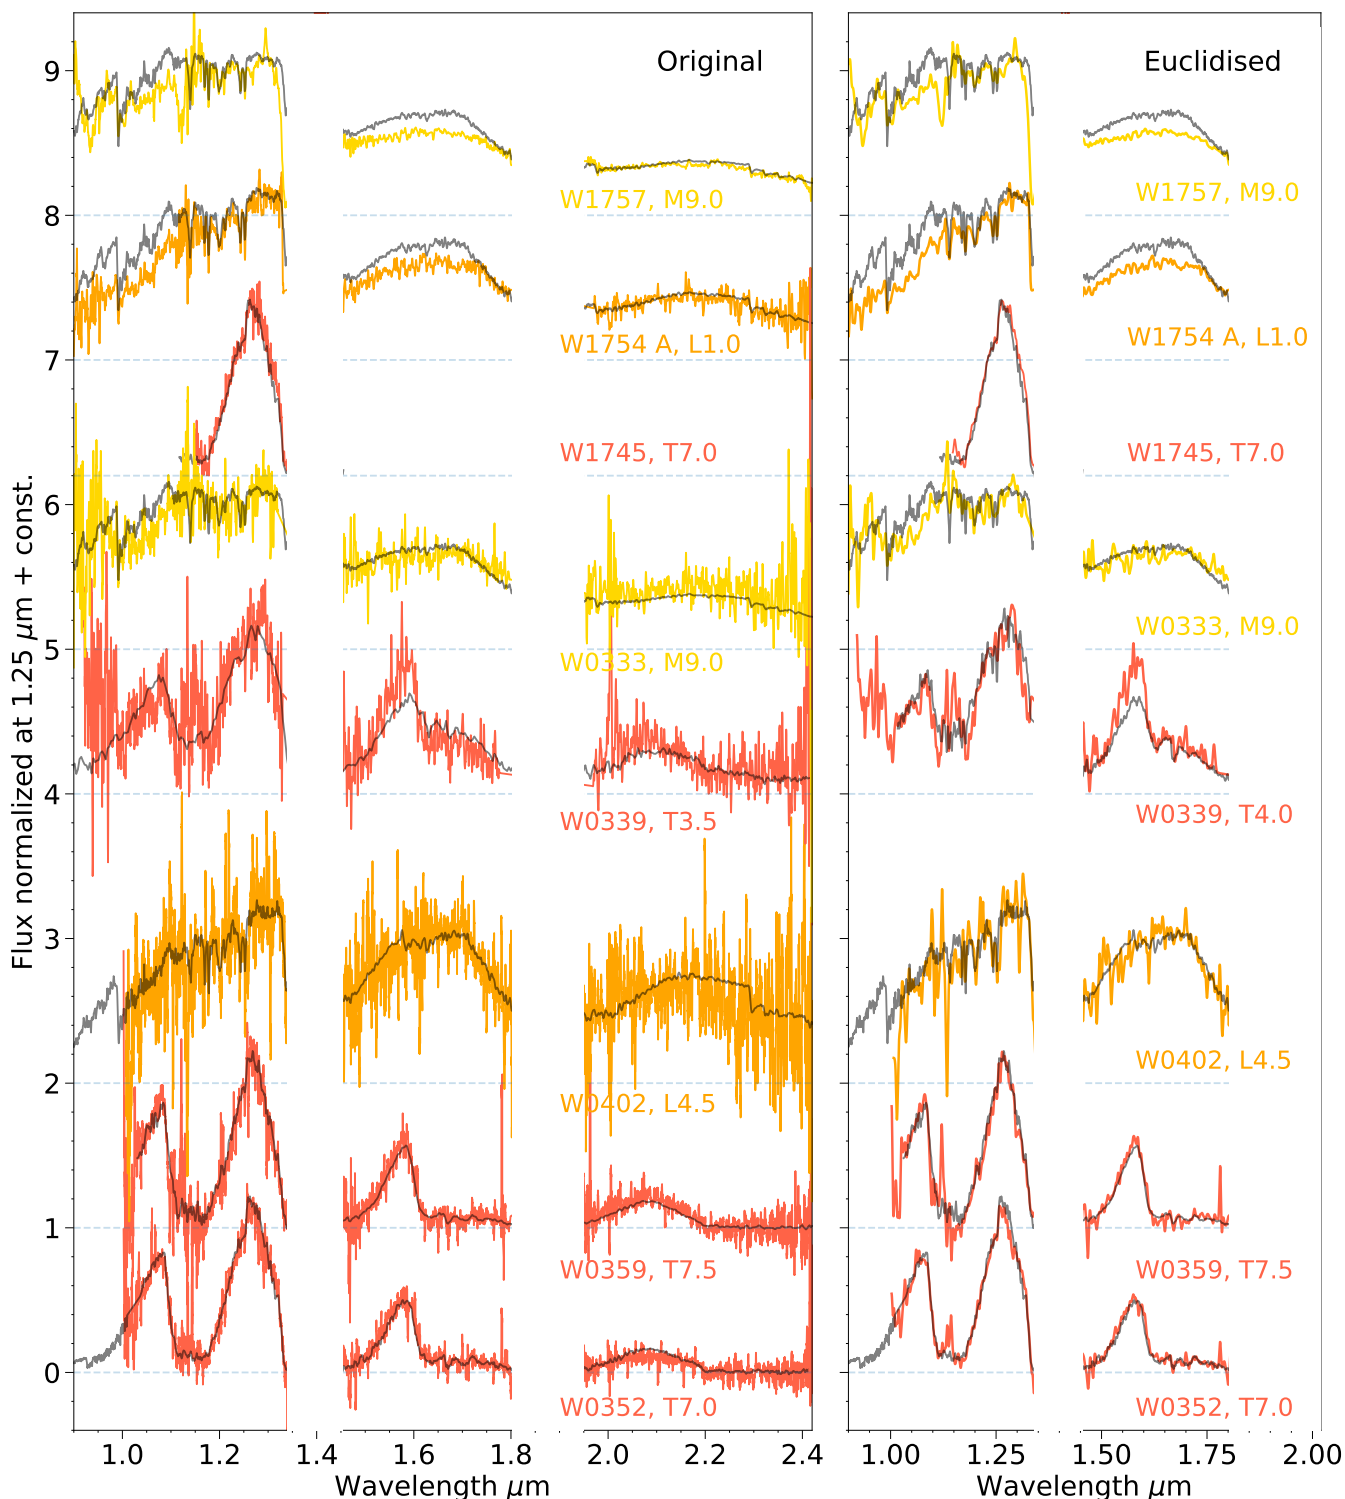 Original
Euclidised
Flux normalized at 1.25 μm + const.
9
8
7
6
5
4
3
2
1
0
W1757, M9.0
W1754 A, L1.0
W1745, T7.0
W0333, M9.0
W0339, T3.5
W0402, L4.5
W0359, T7.5
W0352, T7.0
W1757, M9.0
W1754 A, L1.0
W1745, T7.0
W0333, M9.0
W0339, T4.0
W0402, L4.5
W0359, T7.5
W0352, T7.0
1.0 1.2 1.4 1.6 1.8 2.0 2.2 2.4
1.00 1.25 1.50 1.75 2.00
Wavelength μm
Wavelength μm